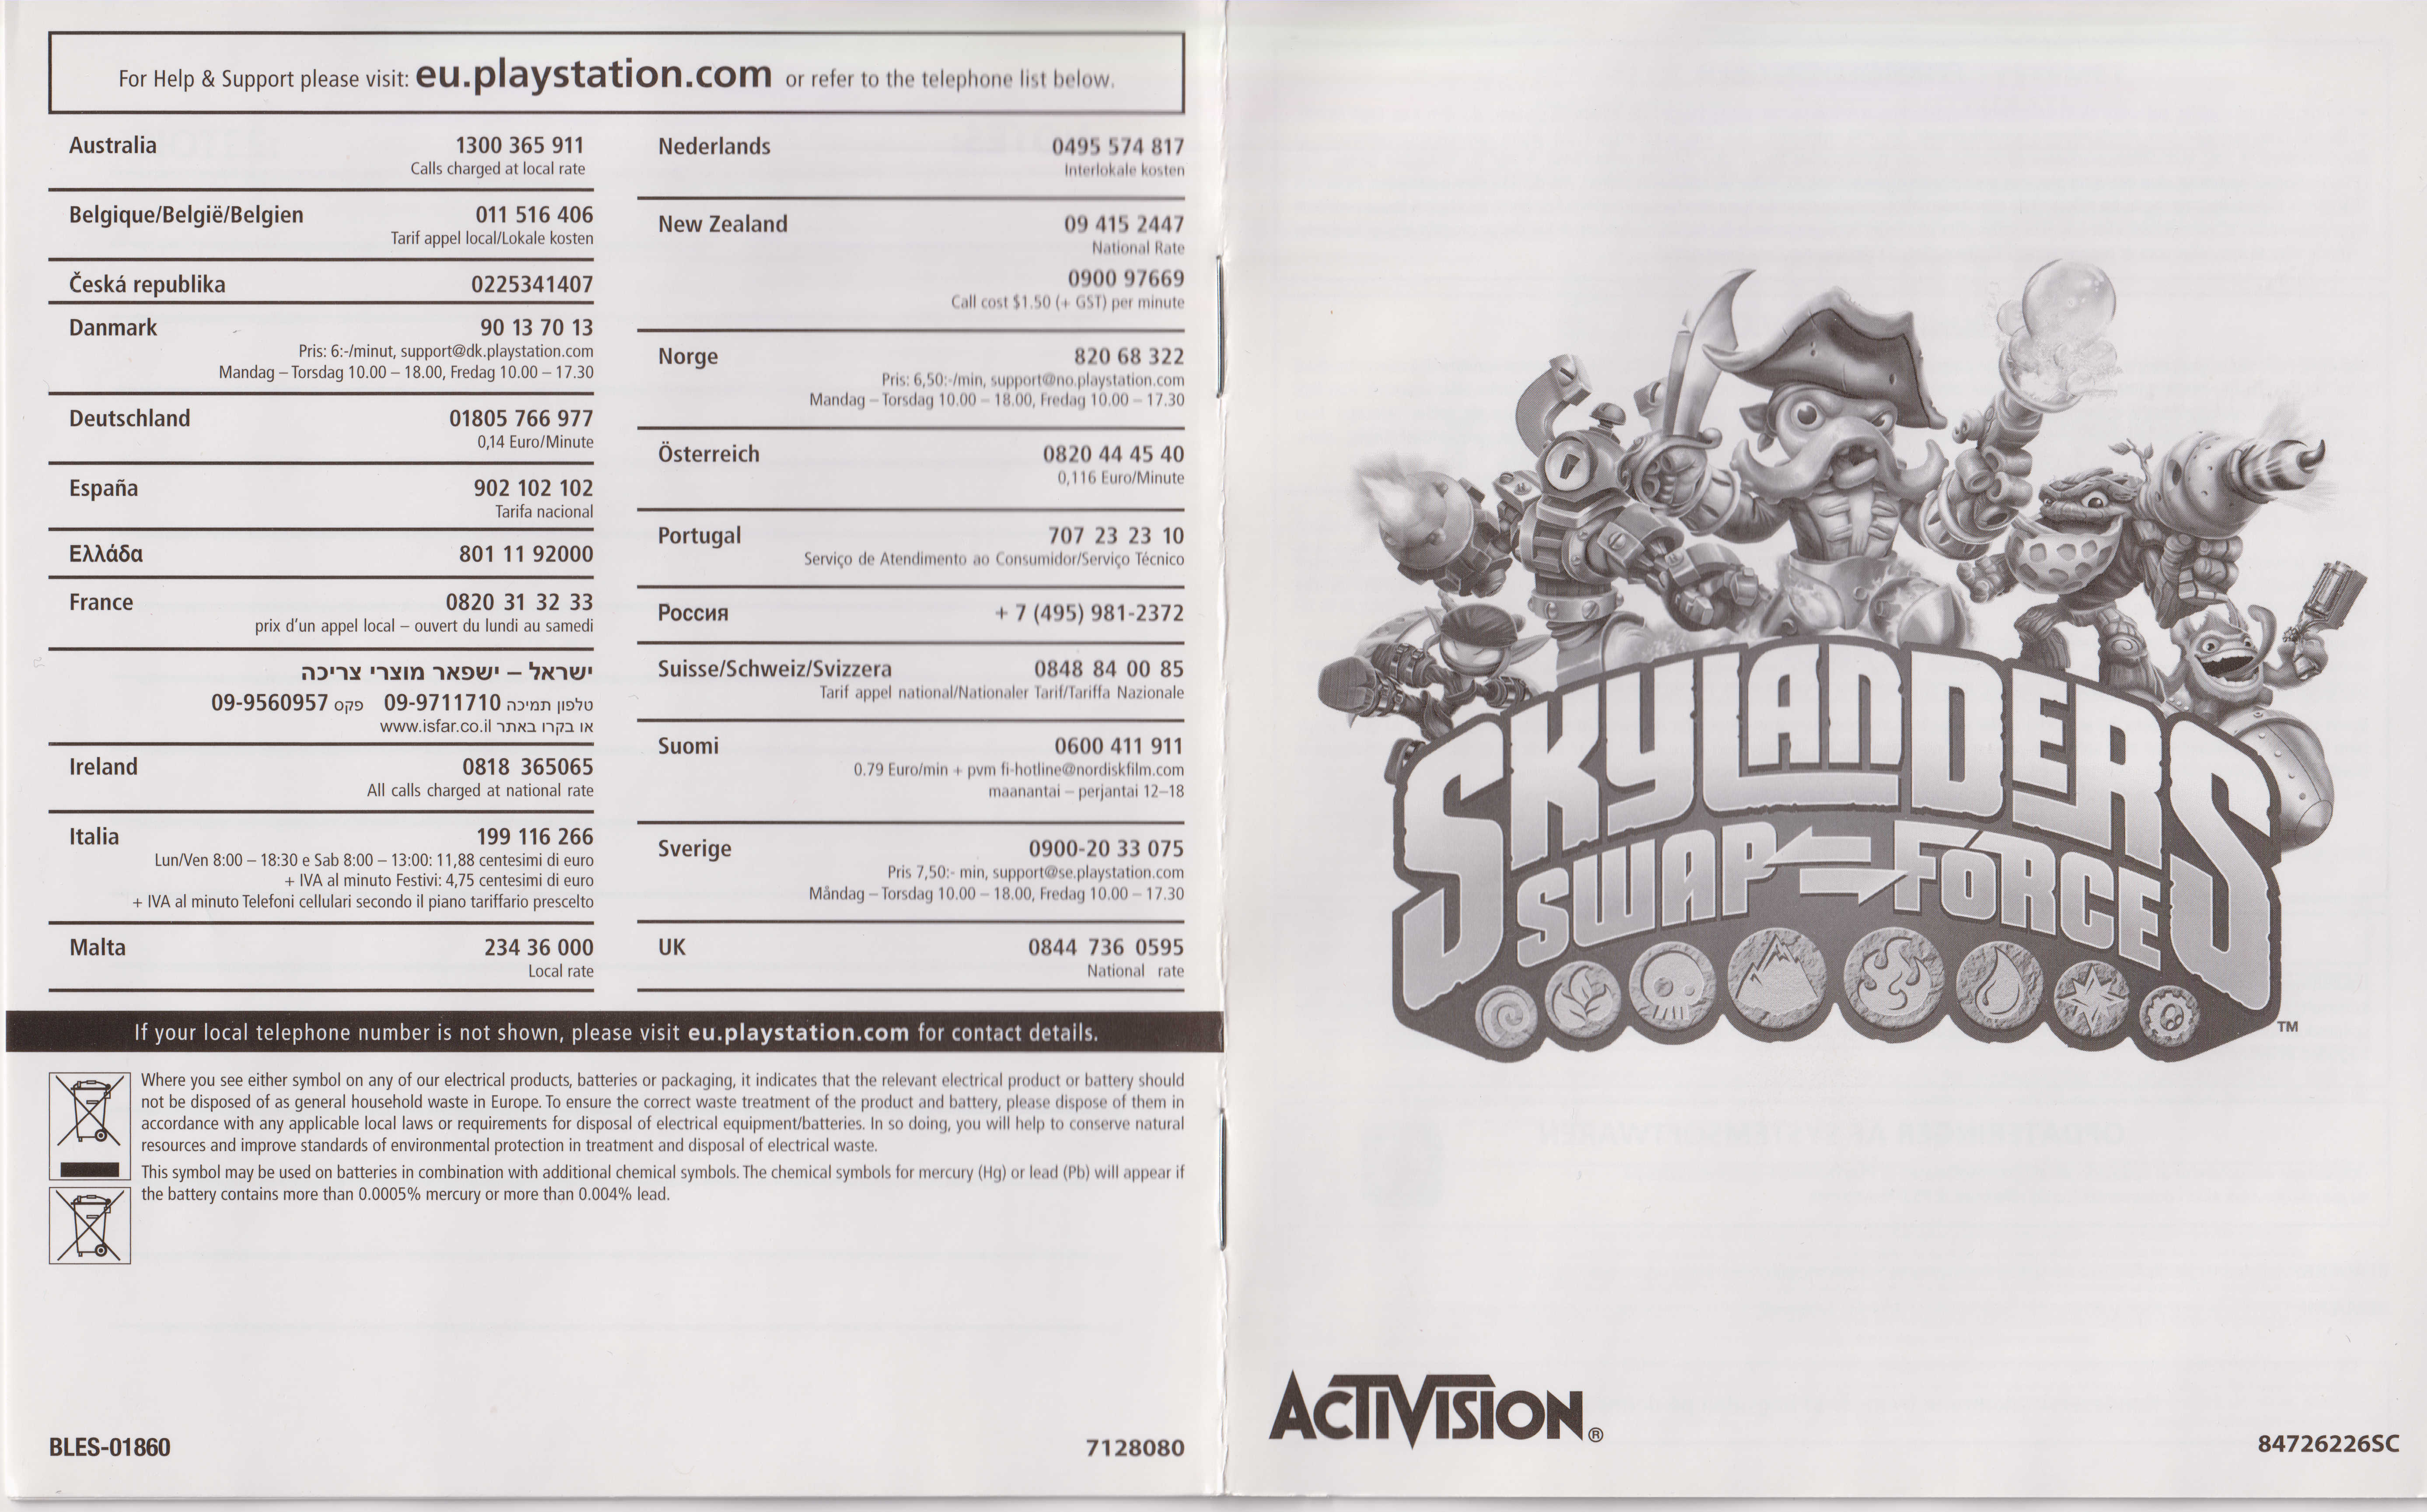 For Help & Support please visit: eu.playstation.com or refer to the telephone list below.
Australia 1300 365 911
Calls charged at local rate
Belgique/België/Belgien 011 516 406
Tarif appel local/Lokale kosten
Česká republika 0225341407
Danmark 90 13 70 13
Pris: 6:-/minut, support@dk.playstation.com
Mandag – Torsdag 10.00 – 18.00, Fredag 10.00 – 17.30
Deutschland 01805 766 977
0,14 Euro/Minute
España 902 102 102
Tarifa nacional
Ελλάδα 801 11 92000
France 0820 31 32 33
prix d'un appel local – ouvert du lundi au samedi
ישראל – ישפאר מוצרי צריכה
טלפון תמיכה 09-9711710 פקס 09-9560957
או בקרו באתר www.isfar.co.il
Ireland 0818 365065
All calls charged at national rate
Italia 199 116 266
Lun/Ven 8:00 – 18:30 e Sab 8:00 – 13:00: 11,88 centesimi di euro
+ IVA al minuto Festivi: 4,75 centesimi di euro
+ IVA al minuto Telefoni cellulari secondo il piano tariffario prescelto
Malta 234 36 000
Local rate
Nederlands 0495 574 817
Interlokale kosten
New Zealand 09 415 2447
National Rate
0900 97669
Call cost $1.50 (+ GST) per minute
Norge 820 68 322
Pris: 6,50:-/min, support@no.playstation.com
Mandag – Torsdag 10.00 – 18.00, Fredag 10.00 – 17.30
Österreich 0820 44 45 40
0,116 Euro/Minute
Portugal 707 23 23 10
Serviço de Atendimento ao Consumidor/Serviço Técnico
Россия + 7 (495) 981-2372
Suisse/Schweiz/Svizzera 0848 84 00 85
Tarif appel national/Nationaler Tarif/Tariffa Nazionale
Suomi 0600 411 911
0.79 Euro/min + pvm fi-hotline@nordiskfilm.com
maanantai – perjantai 12–18
Sverige 0900-20 33 075
Pris 7,50:- min, support@se.playstation.com
Måndag – Torsdag 10.00 – 18.00, Fredag 10.00 – 17.30
UK 0844 736 0595
National rate
If your local telephone number is not shown, please visit eu.playstation.com for contact details.
Where you see either symbol on any of our electrical products, batteries or packaging, it indicates that the relevant electrical product or battery should
not be disposed of as general household waste in Europe. To ensure the correct waste treatment of the product and battery, please dispose of them in
accordance with any applicable local laws or requirements for disposal of electrical equipment/batteries. In so doing, you will help to conserve natural
resources and improve standards of environmental protection in treatment and disposal of electrical waste.
This symbol may be used on batteries in combination with additional chemical symbols. The chemical symbols for mercury (Hg) or lead (Pb) will appear if
the battery contains more than 0.0005% mercury or more than 0.004% lead.
BLES-01860
7128080
SKYLANDERS
SWAP FORCE
TM
ACTIVISION®
84726226SC